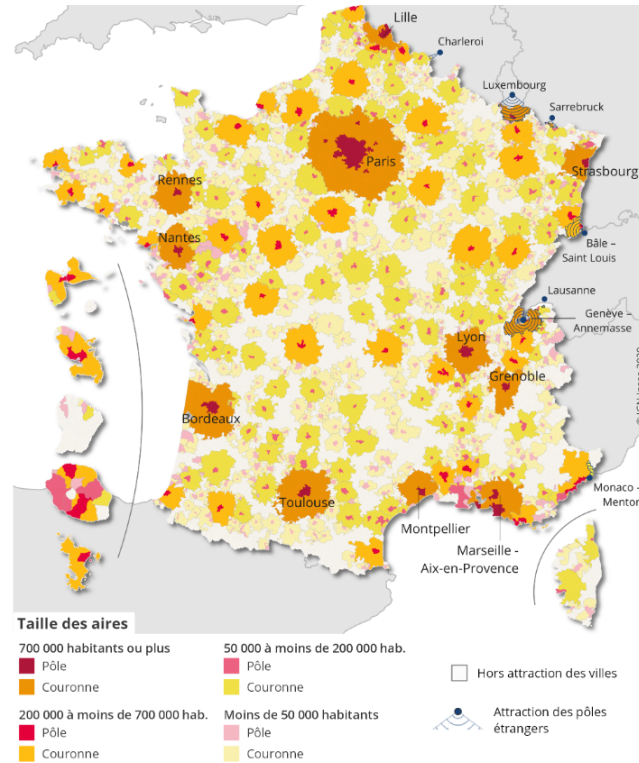 Lille
Charleroi
Luxembourg
Sarrebruck
Paris
Strasbourg
Rennes
Nantes
Bâle –
Saint Louis
Lausanne
Genève –
Annemasse
Lyon
Grenoble
Bordeaux
Toulouse
Montpellier
Marseille -
Aix-en-Provence
Monaco –
Menton
Taille des aires
700 000 habitants ou plus
Pôle
Couronne
200 000 à moins de 700 000 hab.
Pôle
Couronne
50 000 à moins de 200 000 hab.
Pôle
Couronne
Moins de 50 000 habitants
Pôle
Couronne
Hors attraction des villes
Attraction des pôles
étrangers